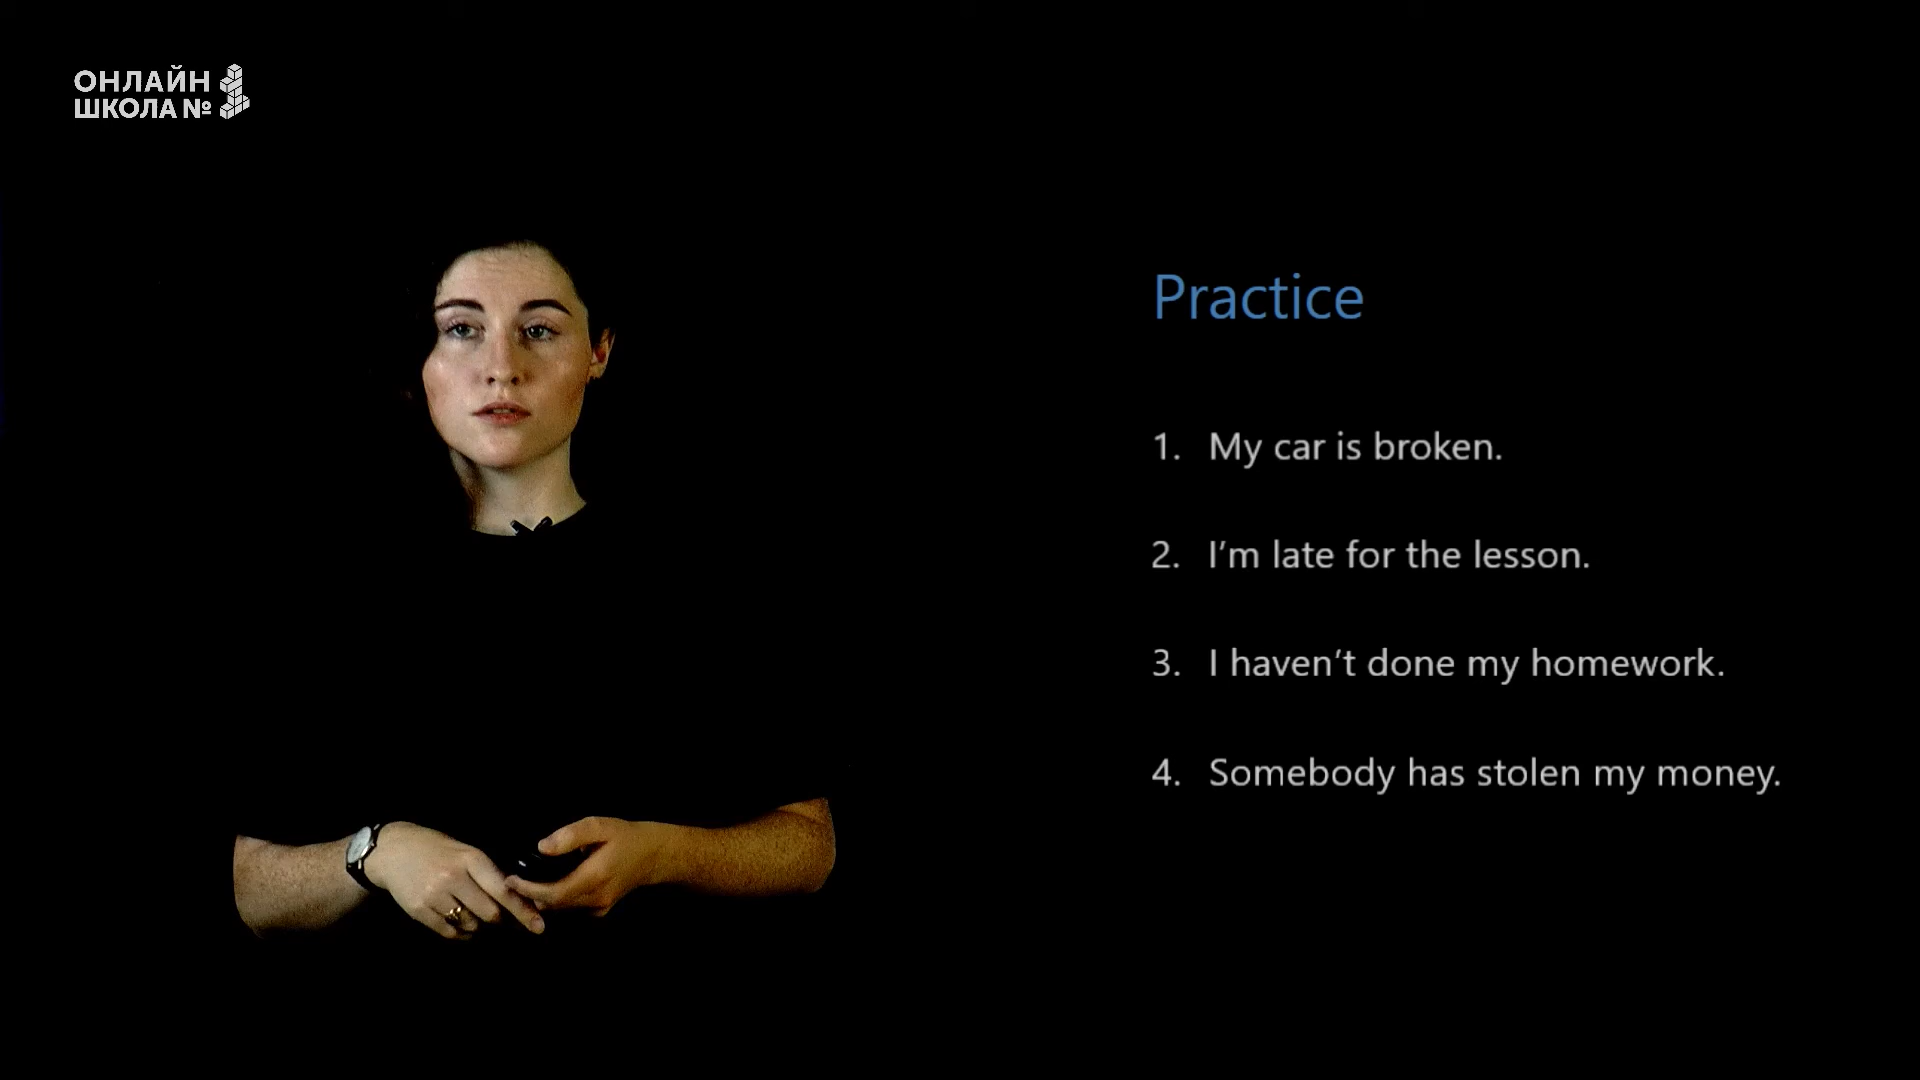 ОНЛАЙН
ШКОЛА №
Practice
1. My car is broken.
2. I’m late for the lesson.
3. I haven’t done my homework.
4. Somebody has stolen my money.